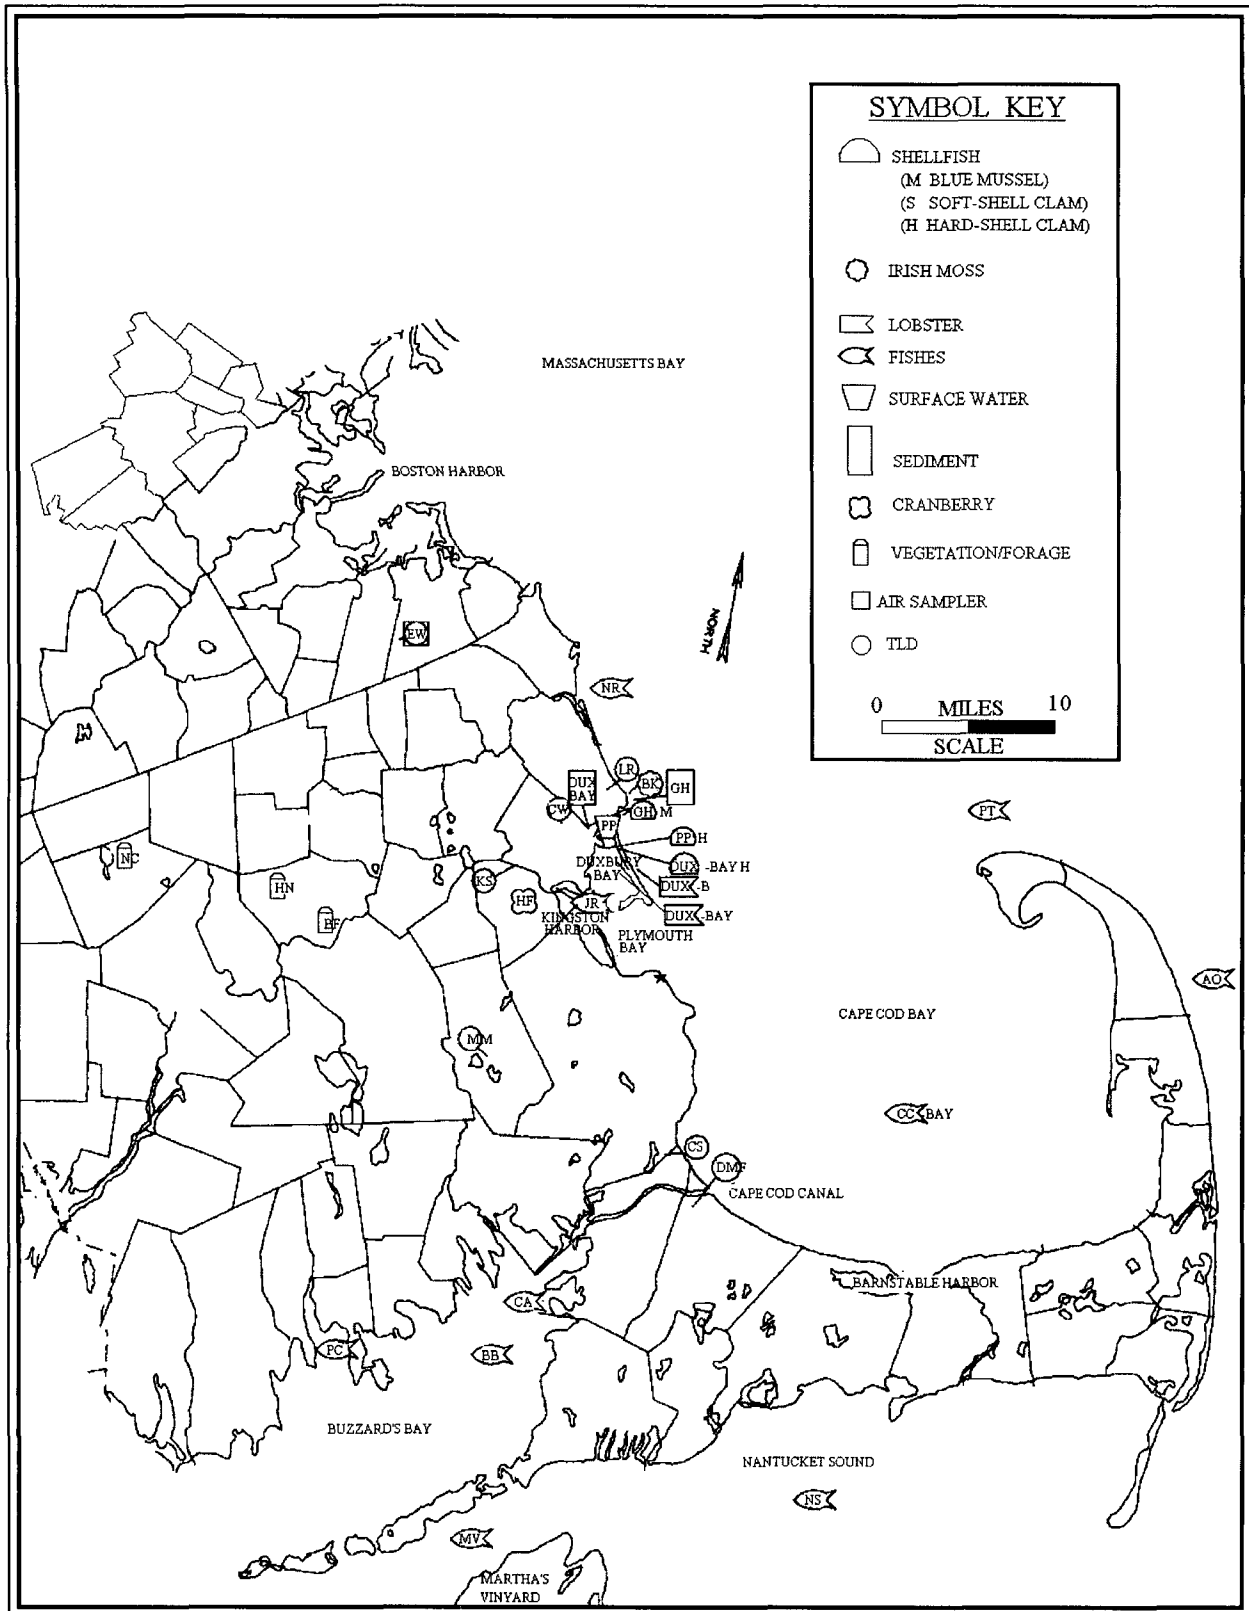 SYMBOL KEY
SHELLFISH
(M BLUE MUSSEL)
(S SOFT-SHELL CLAM)
(H HARD-SHELL CLAM)
IRISH MOSS
LOBSTER
FISHES
SURFACE WATER
SEDIMENT
CRANBERRY
VEGETATION/FORAGE
AIR SAMPLER
TLD
0 MILES 10
SCALE
MASSACHUSETTS BAY
BOSTON HARBOR
NORTH
EW
NR
LR
BK
GH
DUX
BAY
CW
GH M
PP
PP H
DUXBURY
BAY
DUX -BAY H
DUX -B
DUX -BAY
NC
HN
BF
KS
HF
JR
KINGSTON
HARBOR
PLYMOUTH
BAY
PT
AO
CAPE COD BAY
MM
CC BAY
CS
DMF
CAPE COD CANAL
BARNSTABLE HARBOR
CA
PC
BB
BUZZARD'S BAY
NANTUCKET SOUND
NS
MV
MARTHA'S
VINYARD